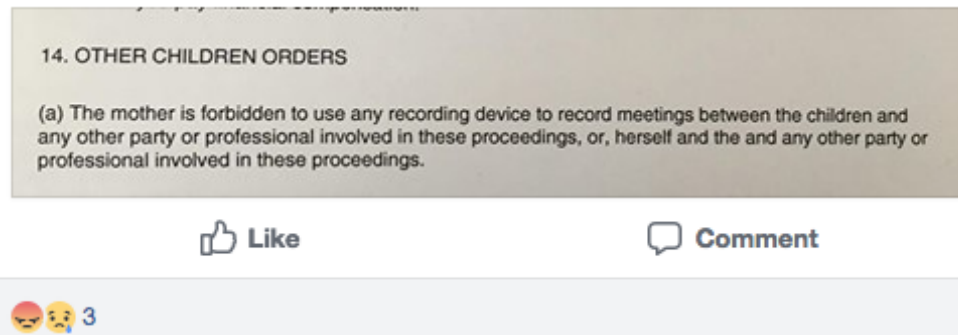 14. OTHER CHILDREN ORDERS
(a) The mother is forbidden to use any recording device to record meetings between the children and
any other party or professional involved in these proceedings, or, herself and the and any other party or
professional involved in these proceedings.
Like
Comment
3